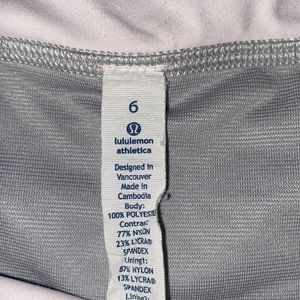 6
lululemon
athletica
Designed in
Vancouver
Made in
Cambodia
Body:
100% POLYESTER
Contrast:
77% NYLON
23% LYCRA®
SPANDEX
Lining1:
87% NYLON
13% LYCRA®
SPANDEX